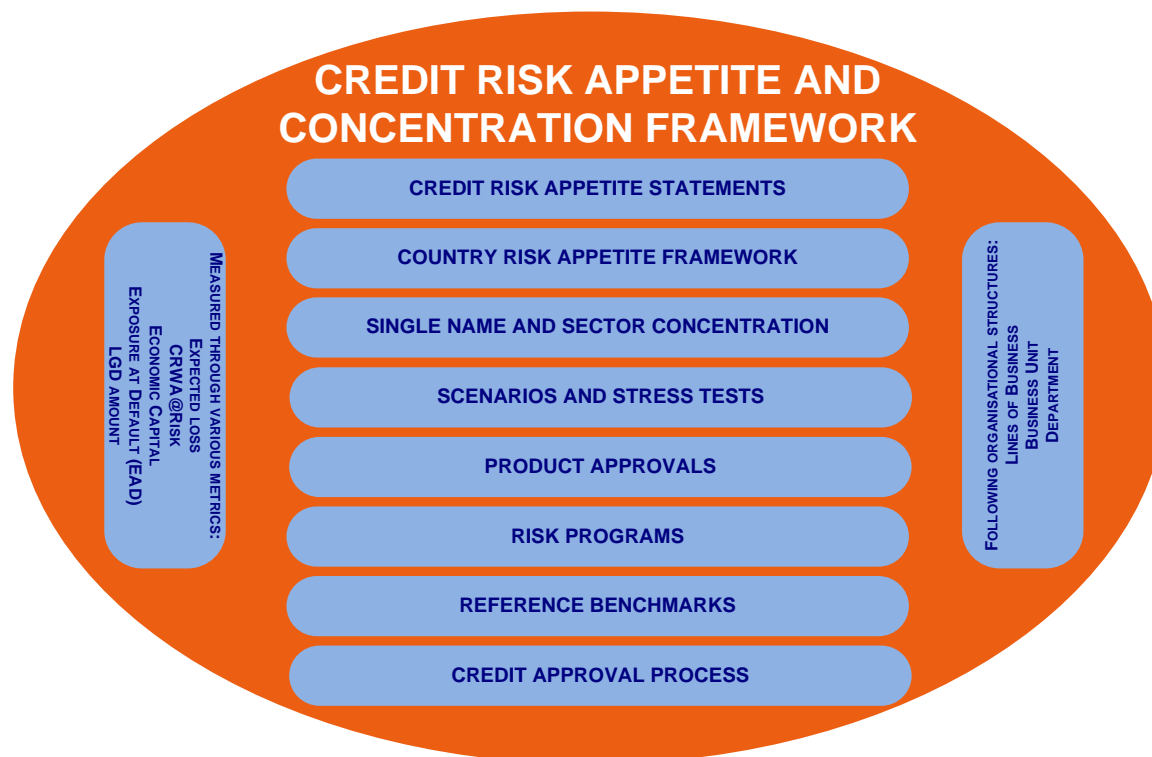 CREDIT RISK APPETITE AND
CONCENTRATION FRAMEWORK
CREDIT RISK APPETITE STATEMENTS
COUNTRY RISK APPETITE FRAMEWORK
SINGLE NAME AND SECTOR CONCENTRATION
SCENARIOS AND STRESS TESTS
PRODUCT APPROVALS
RISK PROGRAMS
REFERENCE BENCHMARKS
CREDIT APPROVAL PROCESS
MEASURED THROUGH VARIOUS METRICS:
EXPECTED LOSS
CRWA@RISK
ECONOMIC CAPITAL
EXPOSURE AT DEFAULT (EAD)
LGD AMOUNT
FOLLOWING ORGANISATIONAL STRUCTURES:
LINES OF BUSINESS
BUSINESS UNIT
DEPARTMENT